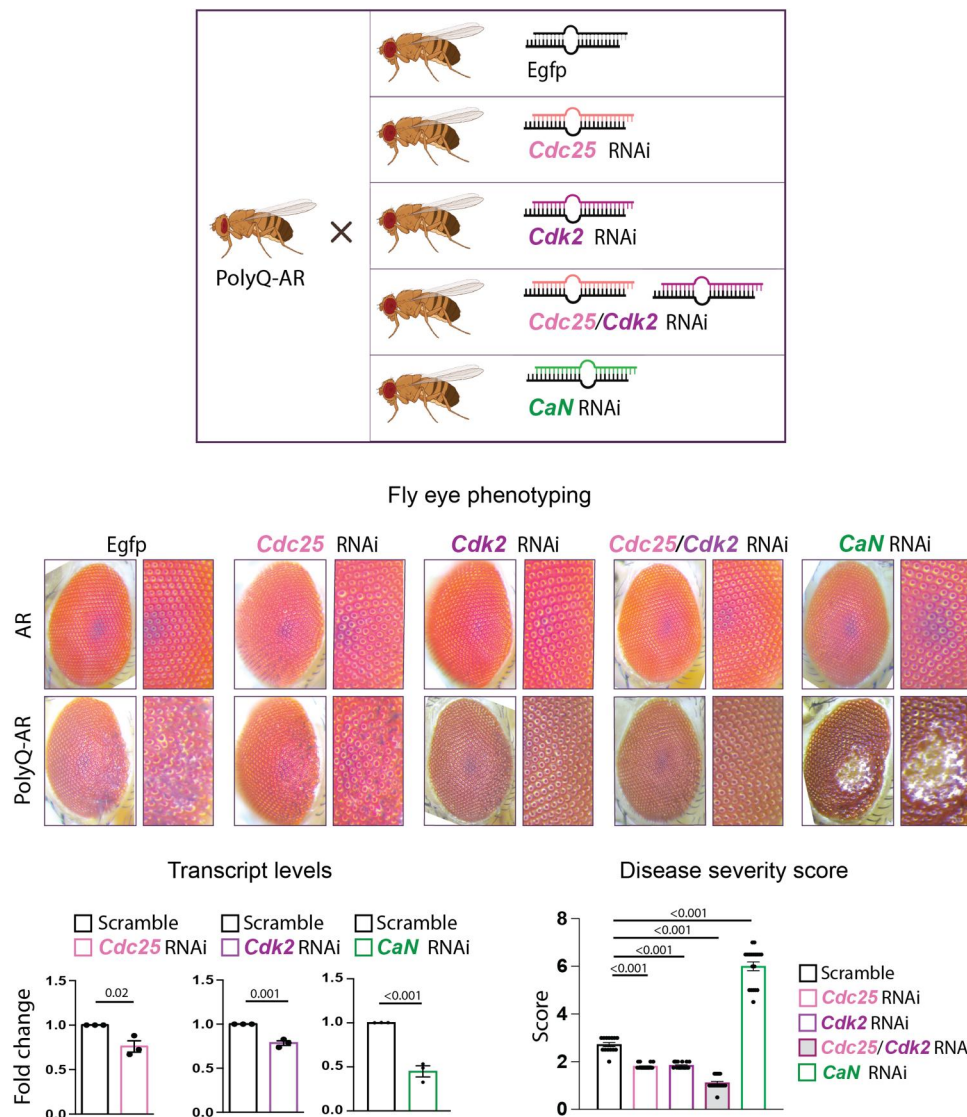 Egfp
Cdc25 RNAi
Cdk2 RNAi
PolyQ-AR
Cdc25/Cdk2 RNAi
CaN RNAi
Fly eye phenotyping
Egfp
Cdc25 RNAi
Cdk2 RNAi
Cdc25/Cdk2 RNAi
CaN RNAi
AR
PolyQ-AR
Transcript levels
Scramble
Cdc25 RNAi
Scramble
Cdk2 RNAi
Scramble
CaN RNAi
Fold change
1.5
1.0
0.5
0.0
0.02
1.5
1.0
0.5
0.0
0.001
1.5
1.0
0.5
0.0
<0.001
Disease severity score
Score
8
6
4
2
0
<0.001
<0.001
<0.001
<0.001
Scramble
Cdc25 RNAi
Cdk2 RNAi
Cdc25/Cdk2 RNA
CaN RNAi